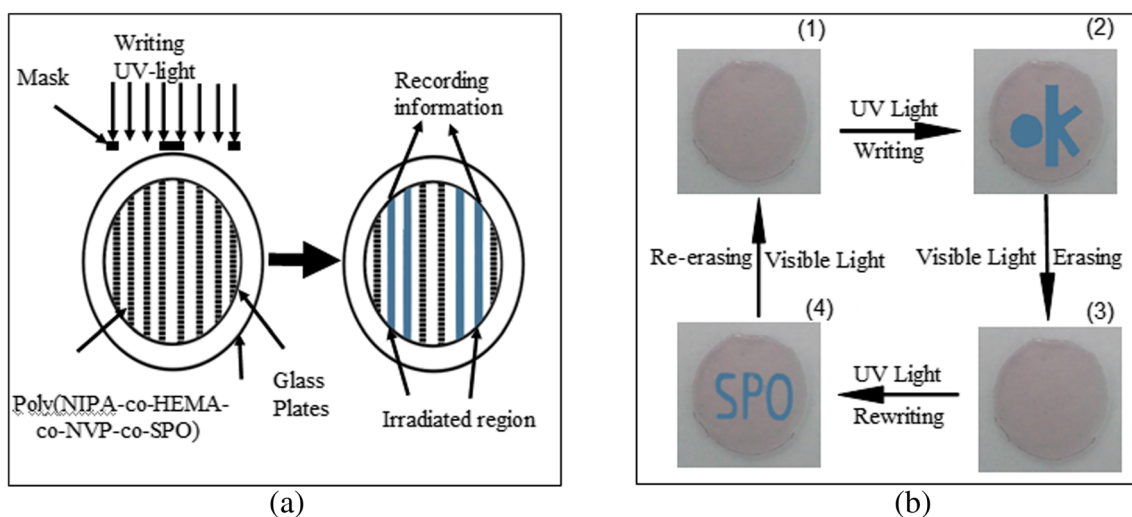 Writing
UV-light
Mask
Recording
information
Poly(NIPA-co-HEMA-
co-NVP-co-SPO)
Glass
Plates
Irradiated region
(a)
(1)
(2)
UV Light
Writing
ok
Re-erasing
Visible Light
Visible Light
Erasing
(4)
(3)
SPO
UV Light
Rewriting
(b)